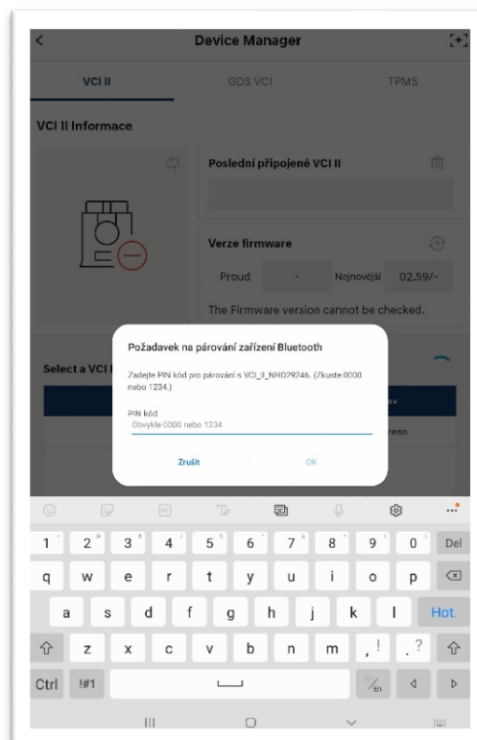 Device Manager
VCI II GDS VCI TPMS
VCI II Informace
Poslední připojené VCI II
Verze firmware
Proud - Nejnovější 02.59/-
The Firmware version cannot be checked.
Požadavek na párování zařízení Bluetooth
Select a VCI I
Zadejte PIN kód pro párování s VCI_II_NHD29246. (Zkuste 0000
nebo 1234.)
PIN kód
Obvykle 0000 nebo 1234
Zrušit OK
1 2 3 4 5 6 7 8 9 0 Del
q w e r t y u i o p
a s d f g h j k l Hot.
z x c v b n m , ! . ?
Ctrl !#1 En